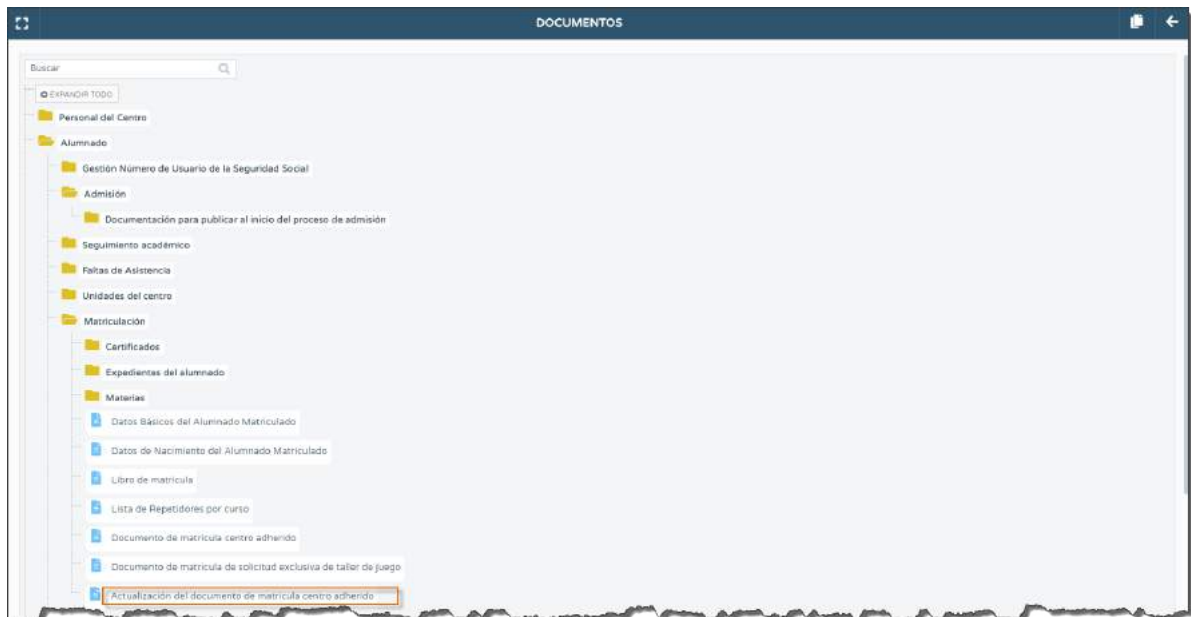 DOCUMENTOS
Buscar
EXPANDIR TODO
Personal del Centro
Alumnado
Gestión Número de Usuario de la Seguridad Social
Admisión
Documentación para publicar al inicio del proceso de admisión
Seguimiento académico
Faltas de Asistencia
Unidades del centro
Matriculación
Certificados
Expedientes del alumnado
Materias
Datos Básicos del Alumnado Matriculado
Datos de Nacimiento del Alumnado Matriculado
Libro de matrícula
Lista de Repetidores por curso
Documento de matrícula centro adherido
Documento de matrícula de solicitud exclusiva de taller de juego
Actualización del documento de matrícula centro adherido